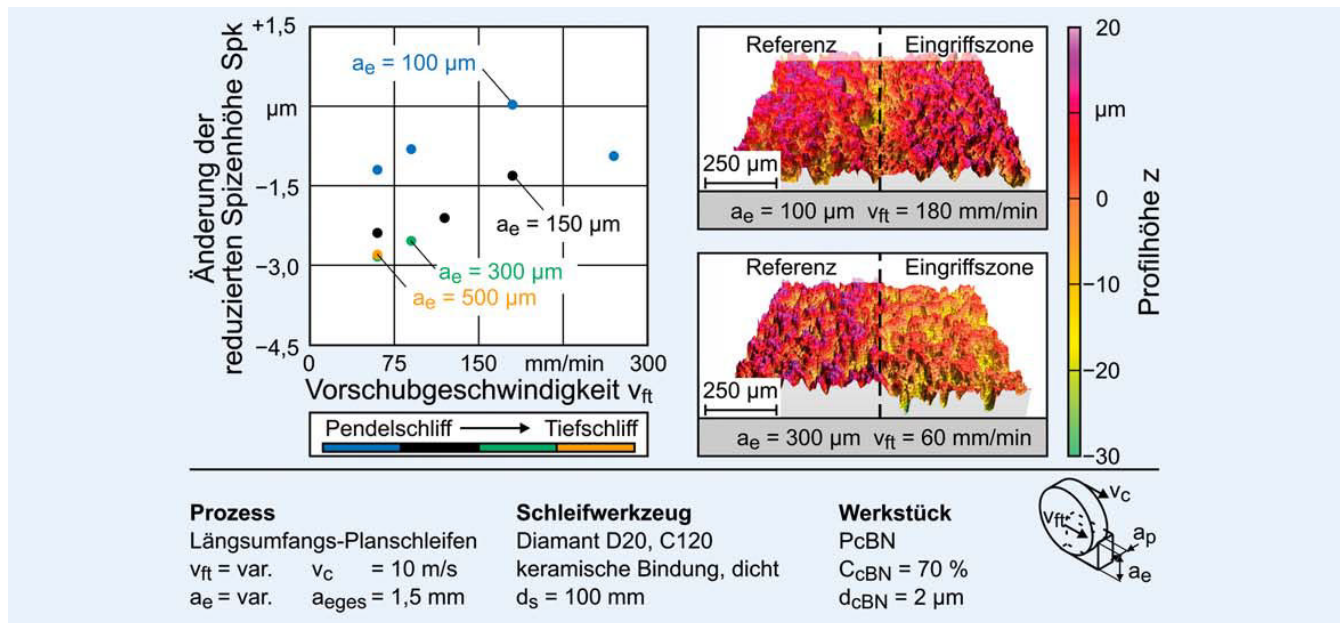 Änderung der
reduzierten Spizenhöhe Spk
+1,5
µm
−1,5
−3,0
−4,5
0
75
150
mm/min
300
Vorschubgeschwindigkeit vft
ae = 100 µm
ae = 150 µm
ae = 300 µm
ae = 500 µm
Pendelschliff
Tiefschliff
Referenz
Eingriffszone
250 µm
ae = 100 µm vft = 180 mm/min
Referenz
Eingriffszone
250 µm
ae = 300 µm vft = 60 mm/min
20
µm
0
−10
−20
−30
Profilhöhe z
Prozess
Längsumfangs-Planschleifen
vft = var. vc = 10 m/s
ae = var. aeges = 1,5 mm
Schleifwerkzeug
Diamant D20, C120
keramische Bindung, dicht
ds = 100 mm
Werkstück
PcBN
CcBN = 70 %
dcBN = 2 µm
vc
vft
ap
ae